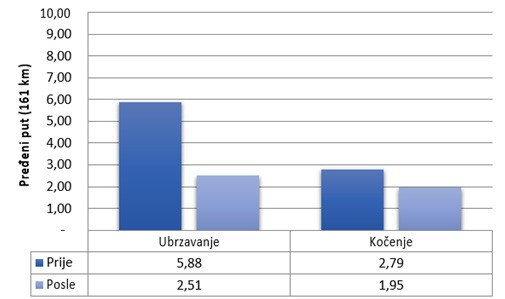 Pređeni put (161 km)
10,00
9,00
8,00
7,00
6,00
5,00
4,00
3,00
2,00
1,00
-
Ubrzavanje Kočenje
Prije 5,88 2,79
Posle 2,51 1,95